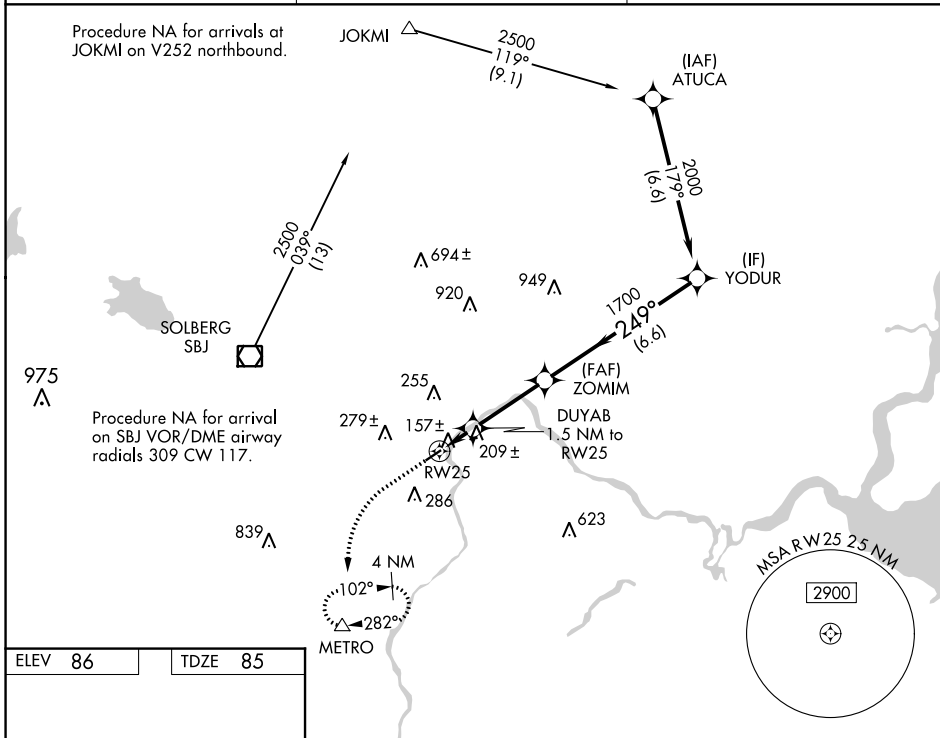 Procedure NA for arrivals at
JOKMI on V252 northbound.
JOKMI
2500
119°
(9.1)
(IAF)
ATUCA
2000
179°
(6.6)
2500
039°
(13)
694±
949
920
(IF)
YODUR
1700
249°
(6.6)
SOLBERG
SBJ
975
(FAF)
ZOMIM
255
Procedure NA for arrival
on SBJ VOR/DME airway
radials 309 CW 117.
279±
157±
DUYAB
1.5 NM to
RW25
209±
RW25
286
839
623
4 NM
102°
282°
METRO
MSA RW25 25 NM
2900
ELEV 86
TDZE 85